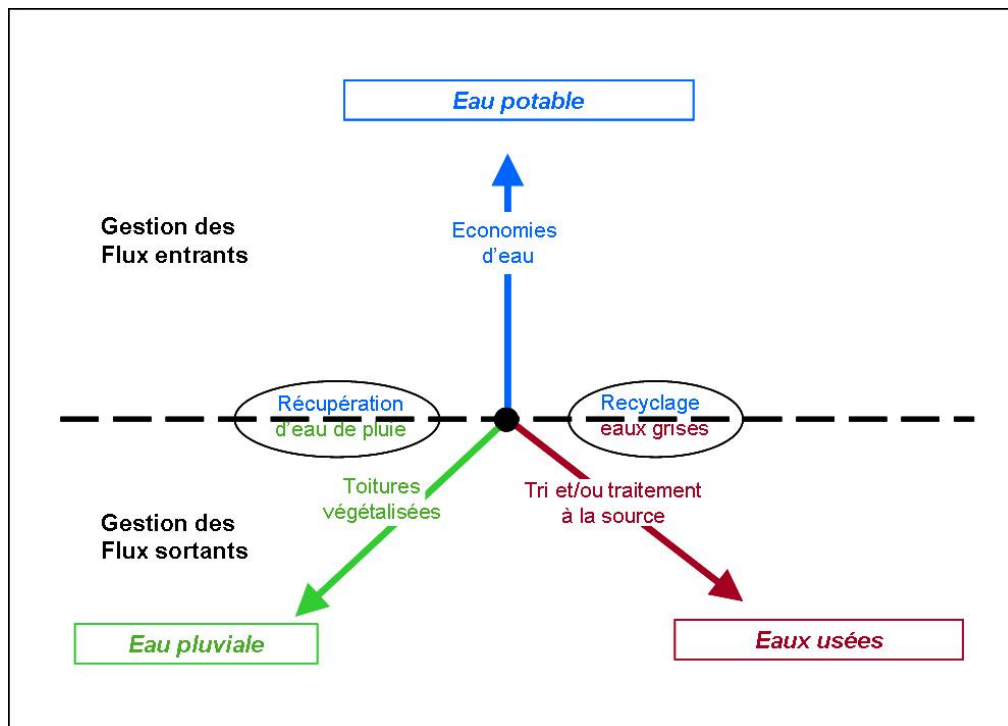 Eau potable
Gestion des
Flux entrants
Economies
d'eau
Récupération
d'eau de pluie
Recyclage
eaux grises
Toitures
végétalisées
Tri et/ou traitement
à la source
Gestion des
Flux sortants
Eau pluviale
Eaux usées